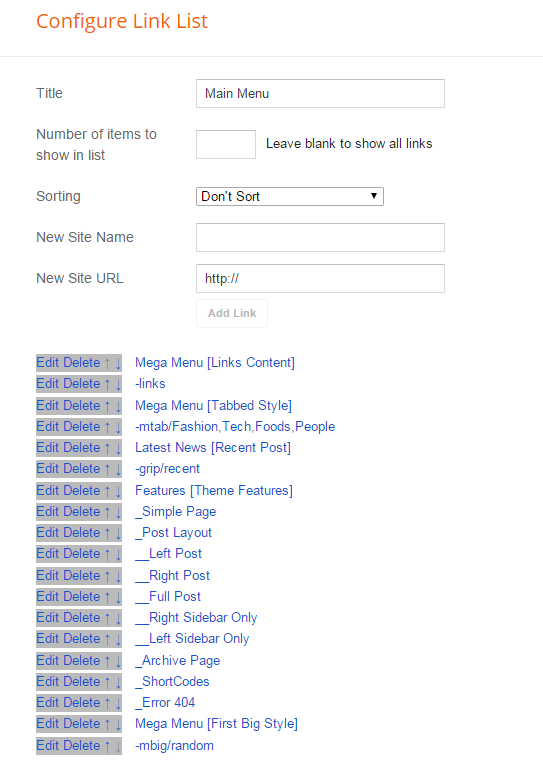 Configure Link List
Title Main Menu
Number of items to
show in list Leave blank to show all links
Sorting Don't Sort ▼
New Site Name
New Site URL http://
Add Link
Edit Delete ↑ ↓ Mega Menu [Links Content]
Edit Delete ↑ ↓ -links
Edit Delete ↑ ↓ Mega Menu [Tabbed Style]
Edit Delete ↑ ↓ -mtab/Fashion,Tech,Foods,People
Edit Delete ↑ ↓ Latest News [Recent Post]
Edit Delete ↑ ↓ -grip/recent
Edit Delete ↑ ↓ Features [Theme Features]
Edit Delete ↑ ↓ _Simple Page
Edit Delete ↑ ↓ _Post Layout
Edit Delete ↑ ↓ __Left Post
Edit Delete ↑ ↓ __Right Post
Edit Delete ↑ ↓ __Full Post
Edit Delete ↑ ↓ __Right Sidebar Only
Edit Delete ↑ ↓ __Left Sidebar Only
Edit Delete ↑ ↓ _Archive Page
Edit Delete ↑ ↓ _ShortCodes
Edit Delete ↑ ↓ _Error 404
Edit Delete ↑ ↓ Mega Menu [First Big Style]
Edit Delete ↑ ↓ -mbig/random